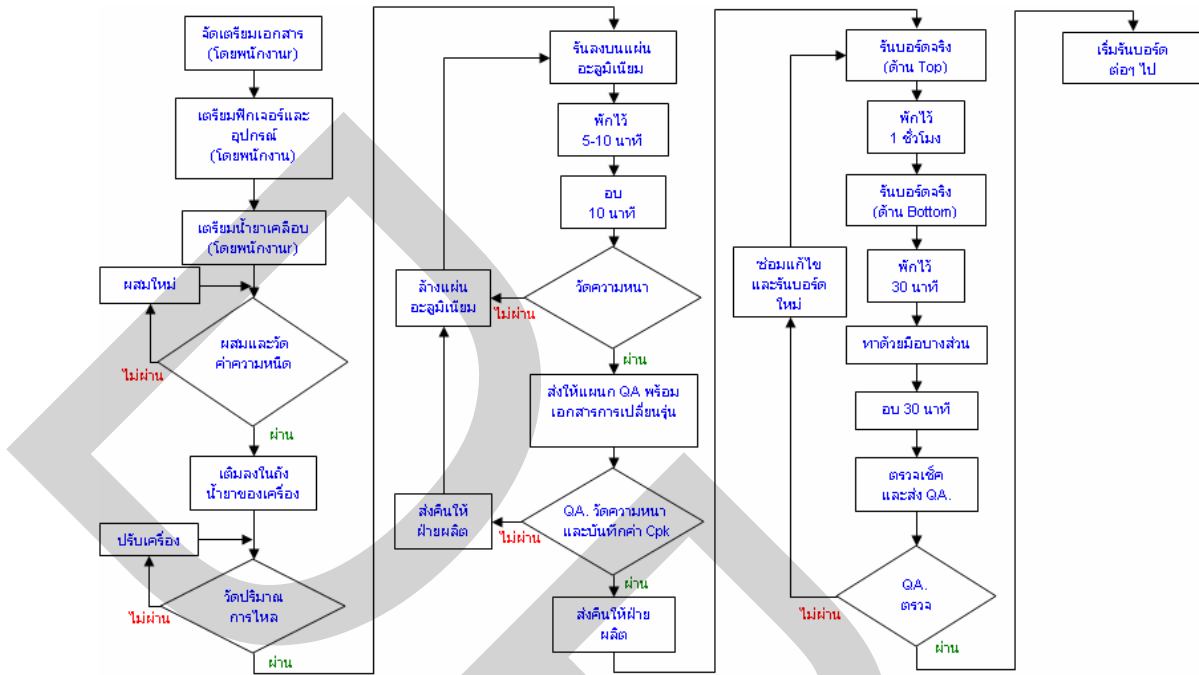 จัดเตรียมเอกสาร
(โดยพนักงานr)
เตรียมฟิกเจอร์และ
อุปกรณ์
(โดยพนักงาน)
เตรียมน้ำยาเคลือบ
(โดยพนักงานr)
ผสมใหม่
ผสมและวัด
ค่าความหนืด
ไม่ผ่าน
ผ่าน
เติมลงในถัง
น้ำยาของเครื่อง
ปรับเครื่อง
วัดปริมาณ
การไหล
ไม่ผ่าน
ผ่าน
รันลงบนแผ่น
อะลูมิเนียม
พักไว้
5-10 นาที
อบ
10 นาที
วัดความหนา
ไม่ผ่าน
ล้างแผ่น
อะลูมิเนียม
ผ่าน
ส่งให้แผนก QA พร้อม
เอกสารการเปลี่ยนรุ่น
QA. วัดความหนา
และบันทึกค่า Cpk
ไม่ผ่าน
ส่งคืนให้
ฝ่ายผลิต
ผ่าน
ส่งคืนให้ฝ่าย
ผลิต
รันบอร์ดจริง
(ด้าน Top)
พักไว้
1 ชั่วโมง
รันบอร์ดจริง
(ด้าน Bottom)
พักไว้
30 นาที
ทาด้วยมือบางส่วน
อบ 30 นาที
ตรวจเช็ค
และส่ง QA.
QA.
ตรวจ
ไม่ผ่าน
ซ่อมแก้ไข
และรันบอร์ด
ใหม่
ผ่าน
เริ่มรันบอร์ด
ต่อๆ ไป